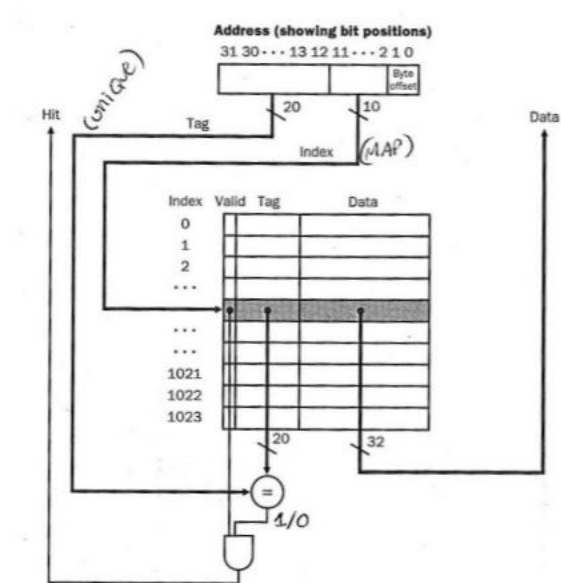 Address (showing bit positions)
31 30 · · · 13 12 11 · · · 2 1 0
Byte
offset
20
10
(unique)
Hit
Tag
Data
Index
(MAP)
Index Valid Tag Data
0
1
2
· · ·
· · ·
· · ·
1021
1022
1023
20
32
=
1/0